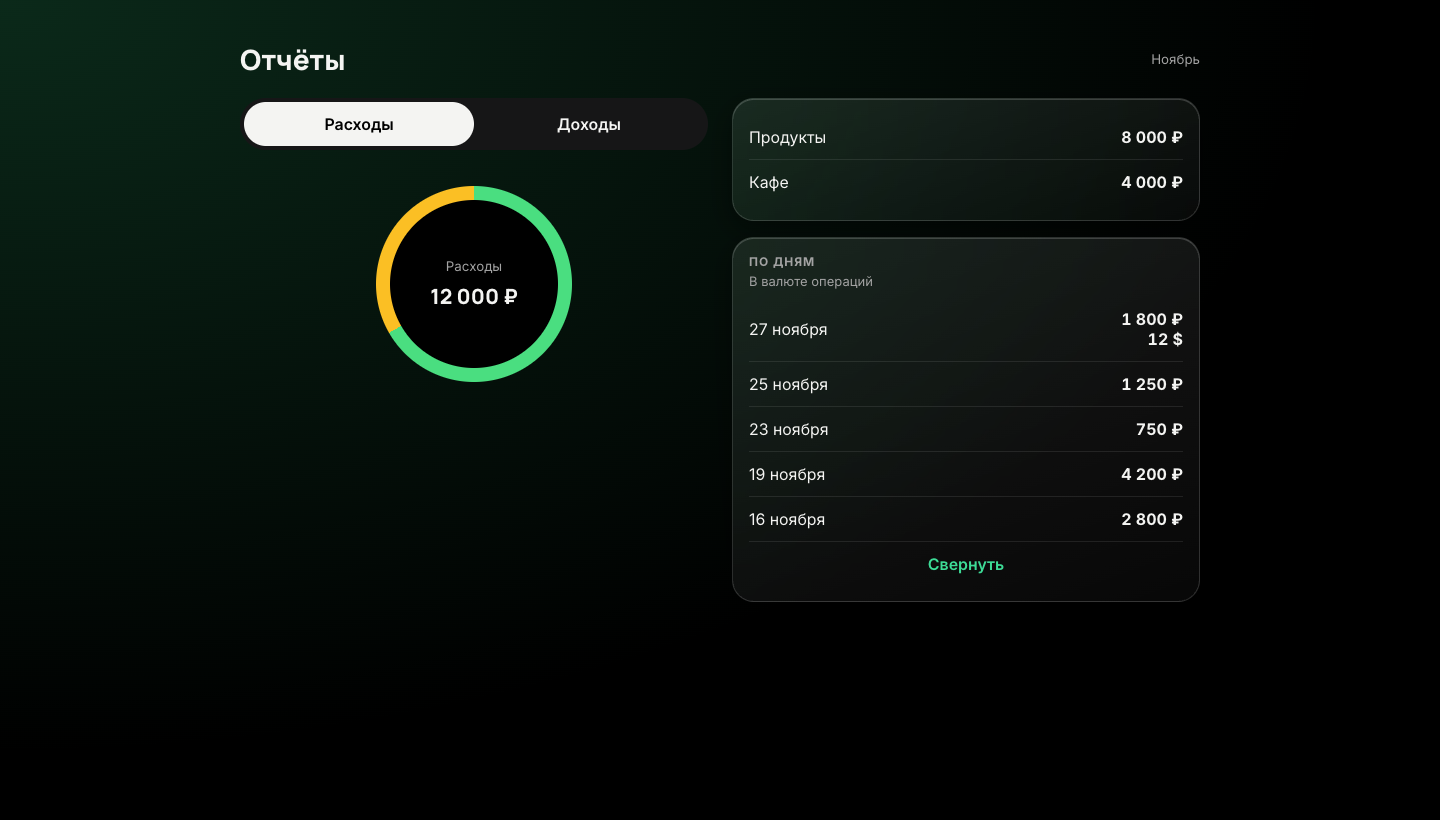 Отчёты
Ноябрь
Расходы
Доходы
Расходы
12 000 ₽
Продукты 8 000 ₽
Кафе 4 000 ₽
ПО ДНЯМ
В валюте операций
27 ноября 1 800 ₽
12 $
25 ноября 1 250 ₽
23 ноября 750 ₽
19 ноября 4 200 ₽
16 ноября 2 800 ₽
Свернуть